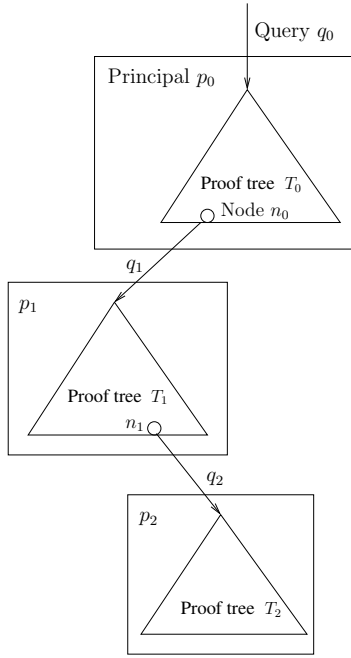 Query q₀
Principal p₀
Proof tree T₀
Node n₀
q₁
p₁
Proof tree T₁
n₁
q₂
p₂
Proof tree T₂